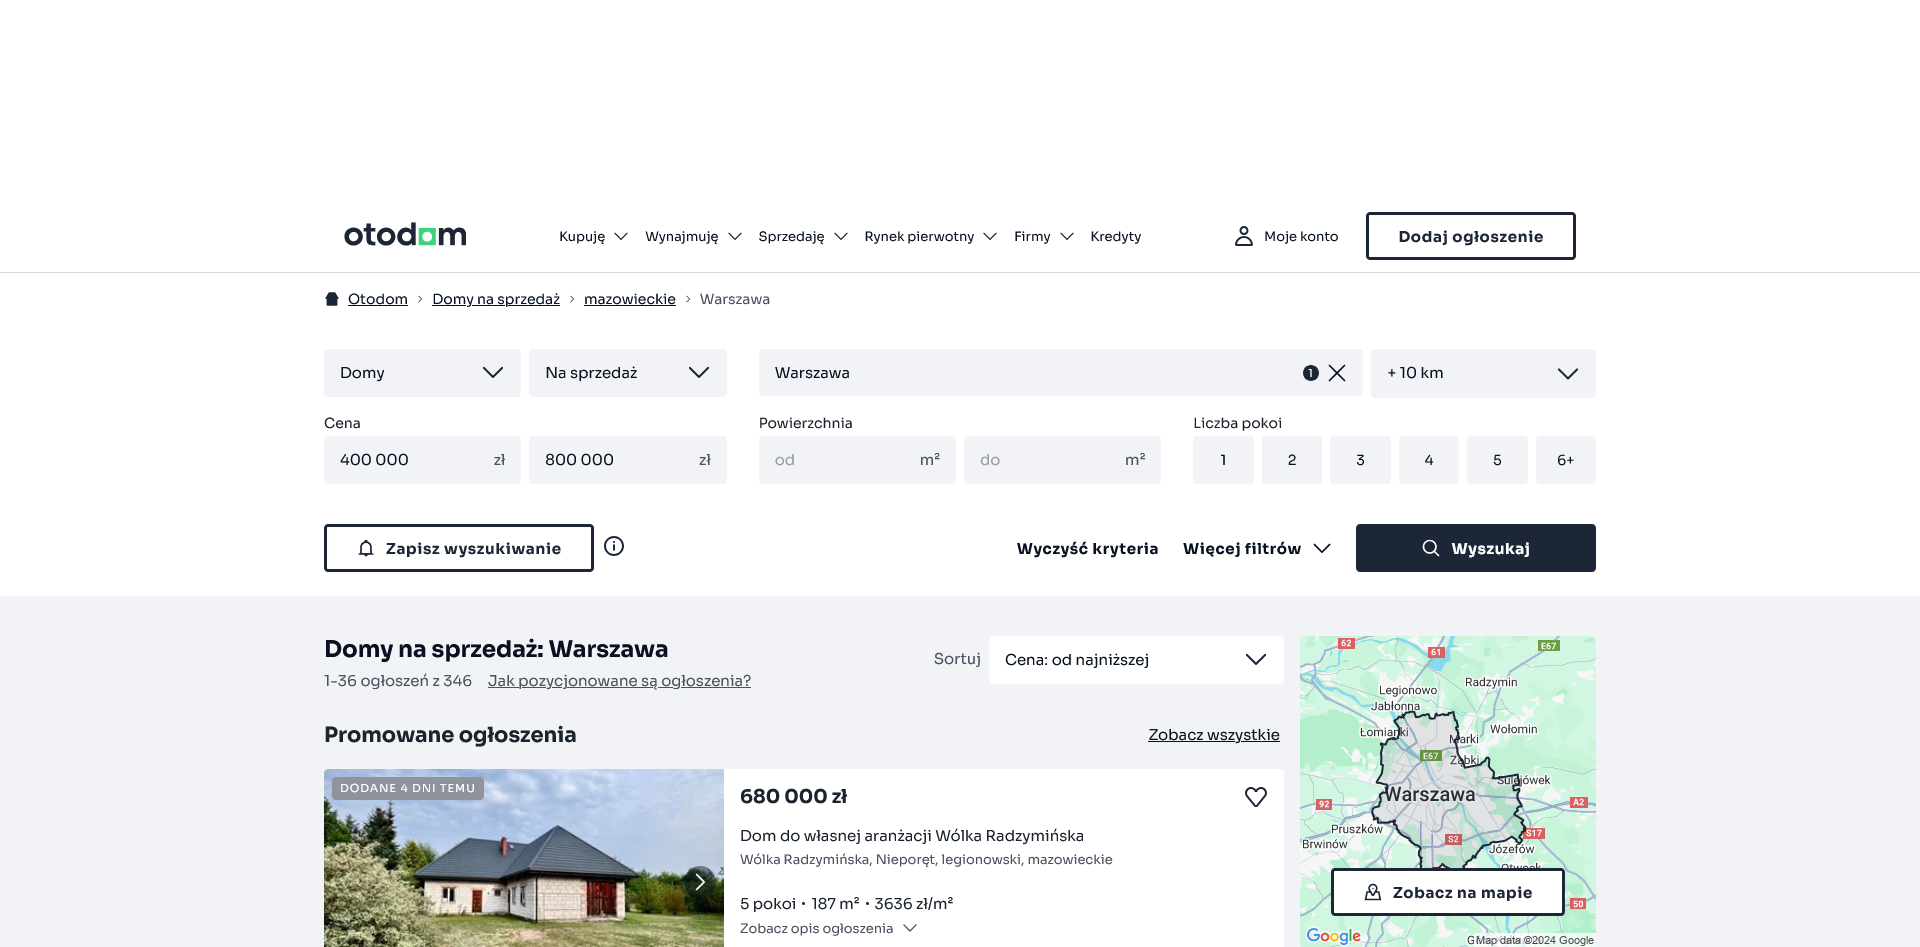 otodom
Kupuję
Wynajmuję
Sprzedaję
Rynek pierwotny
Firmy
Kredyty
Moje konto
Dodaj ogłoszenie
Otodom > Domy na sprzedaż > mazowieckie > Warszawa
Domy
Na sprzedaż
Warszawa
1
+ 10 km
Cena
Powierzchnia
Liczba pokoi
400 000 zł
800 000 zł
od m²
do m²
1
2
3
4
5
6+
Zapisz wyszukiwanie
Wyczyść kryteria
Więcej filtrów
Wyszukaj
Domy na sprzedaż: Warszawa
1-36 ogłoszeń z 346
Jak pozycjonowane są ogłoszenia?
Sortuj
Cena: od najniższej
Promowane ogłoszenia
Zobacz wszystkie
DODANE 4 DNI TEMU
680 000 zł
Dom do własnej aranżacji Wólka Radzymińska
Wólka Radzymińska, Nieporęt, legionowski, mazowieckie
5 pokoi • 187 m² • 3636 zł/m²
Zobacz opis ogłoszenia
62
61
E67
Radzymin
Legionowo
Jabłonna
Wołomin
Łomianki
Marki
E67
Ząbki
Sulejówek
Warszawa
92
A2
Pruszków
S17
S2
Brwinów
Józefów
Otwock
Zobacz na mapie
50
Google
Map data ©2024 Google